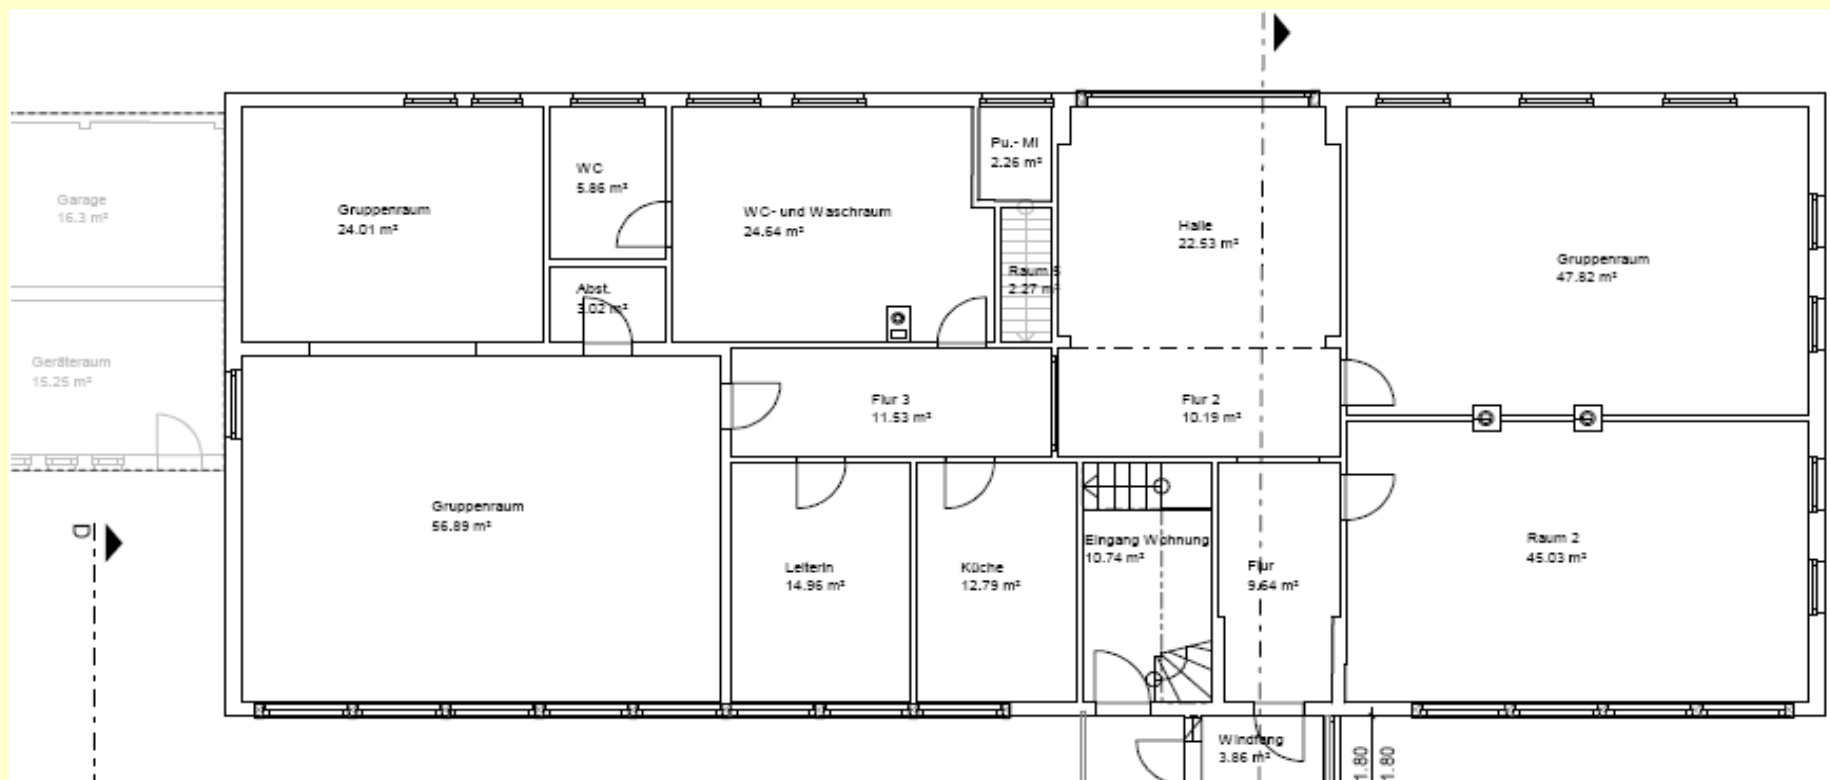 Pu.- MI
2.26 m²
WC
5.86 m²
Garage
16.3 m²
Gruppenraum
24.01 m²
WC- und Waschraum
24.64 m²
Halle
22.53 m²
Gruppenraum
47.82 m²
Raum 5
2.27 m²
Abst.
3.02 m²
Geräteraum
15.25 m²
Flur 3
11.53 m²
Flur 2
10.19 m²
Gruppenraum
56.89 m²
D
Eingang Wohnung
10.74 m²
Raum 2
45.03 m²
Leiterin
14.96 m²
Küche
12.79 m²
Flur
9.64 m²
Windfang
3.86 m²
1.80
1.80